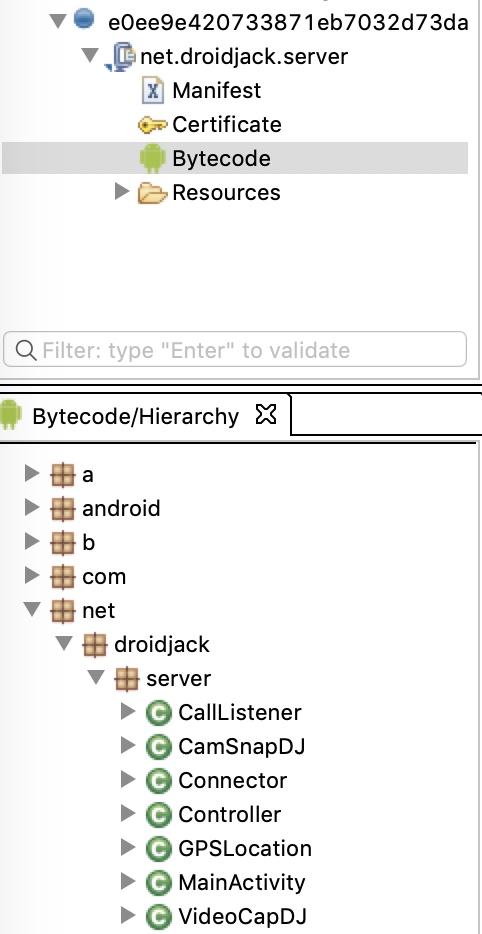 e0ee9e420733871eb7032d73da
net.droidjack.server
Manifest
Certificate
Bytecode
Resources
Filter: type "Enter" to validate
Bytecode/Hierarchy
a
android
b
com
net
droidjack
server
CallListener
CamSnapDJ
Connector
Controller
GPSLocation
MainActivity
VideoCapDJ